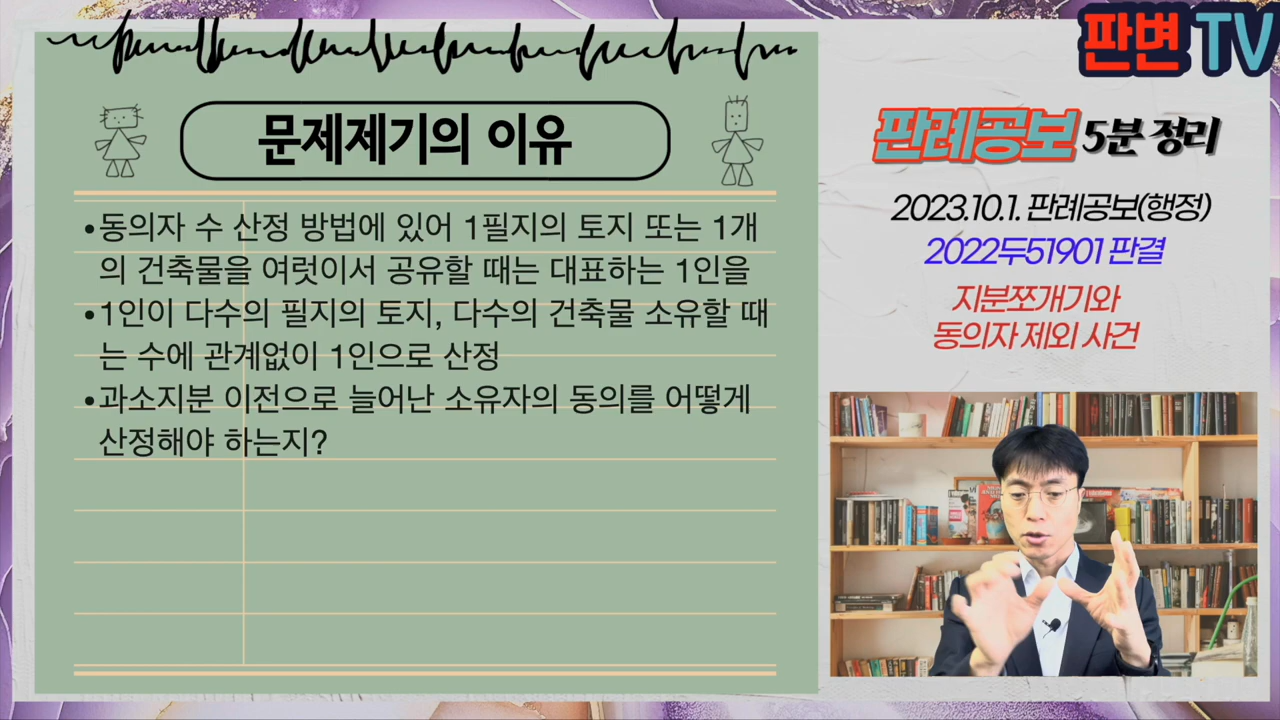 판변 TV
문제제기의 이유
•동의자 수 산정 방법에 있어 1필지의 토지 또는 1개
의 건축물을 여럿이서 공유할 때는 대표하는 1인을
•1인이 다수의 필지의 토지, 다수의 건축물 소유할 때
는 수에 관계없이 1인으로 산정
•과소지분 이전으로 늘어난 소유자의 동의를 어떻게
산정해야 하는지?
판례공보 5분 정리
2023.10.1. 판례공보(행정)
2022두51901 판결
지분쪼개기와
동의자 제외 사건